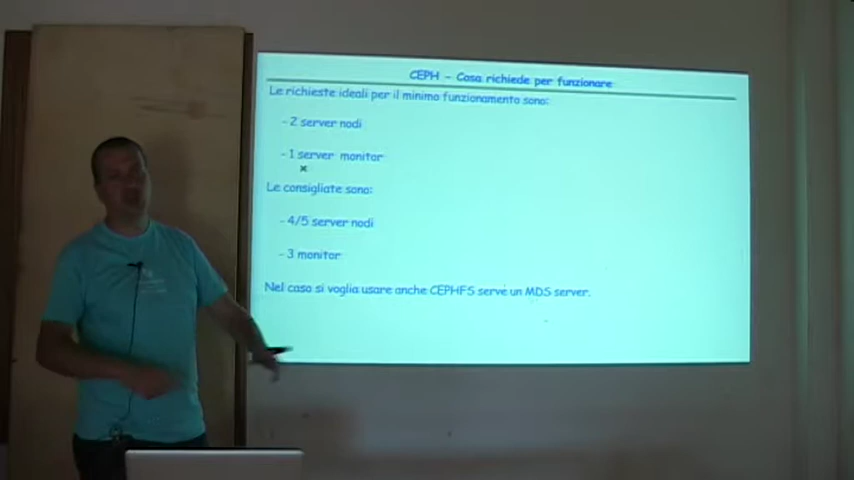 CEPH - Cosa richiede per funzionare
Le richieste ideali per il minimo funzionamento sono:
- 2 server nodi
- 1 server monitor
Le consigliate sono:
- 4/5 server nodi
- 3 monitor
Nel caso si voglia usare anche CEPHFS serve un MDS server.